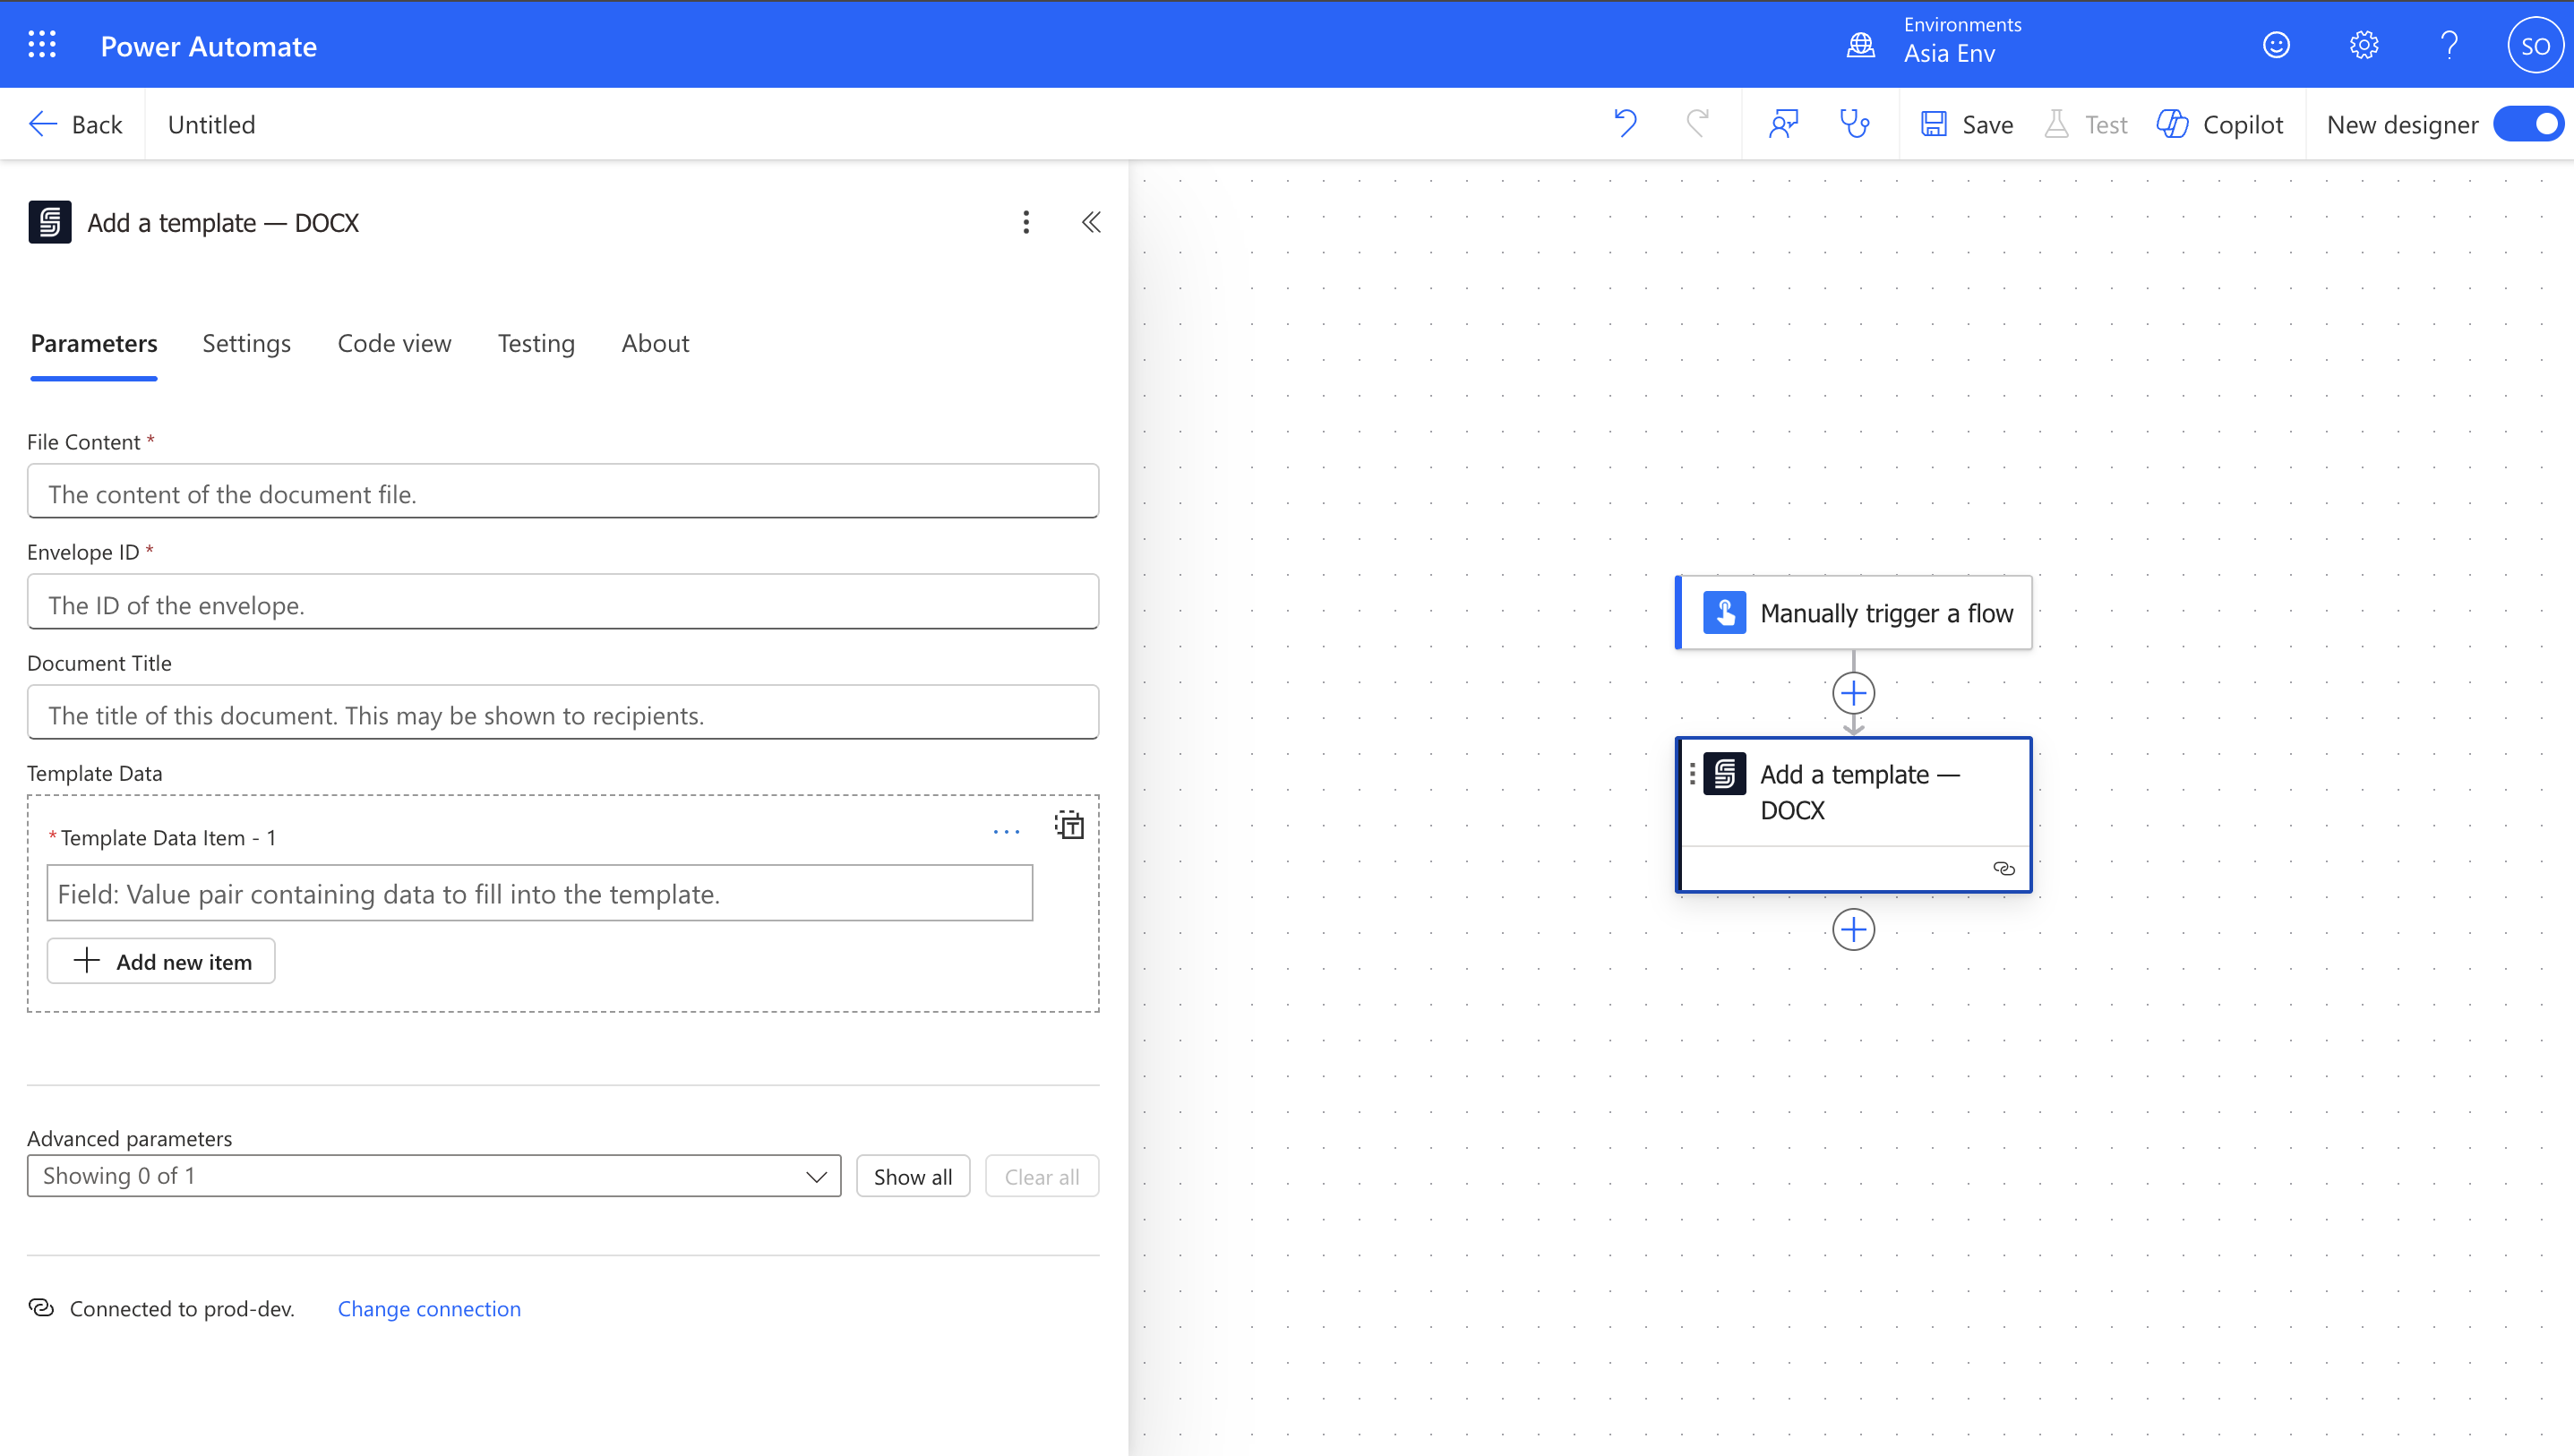 Power Automate
Environments
Asia Env
?
SO
Back
Untitled
Save
Test
Copilot
New designer
Add a template — DOCX
Parameters
Settings
Code view
Testing
About
File Content *
The content of the document file.
Envelope ID *
The ID of the envelope.
Document Title
The title of this document. This may be shown to recipients.
Template Data
* Template Data Item - 1
Field: Value pair containing data to fill into the template.
Add new item
Advanced parameters
Showing 0 of 1
Show all
Clear all
Connected to prod-dev.
Change connection
Manually trigger a flow
Add a template —
DOCX